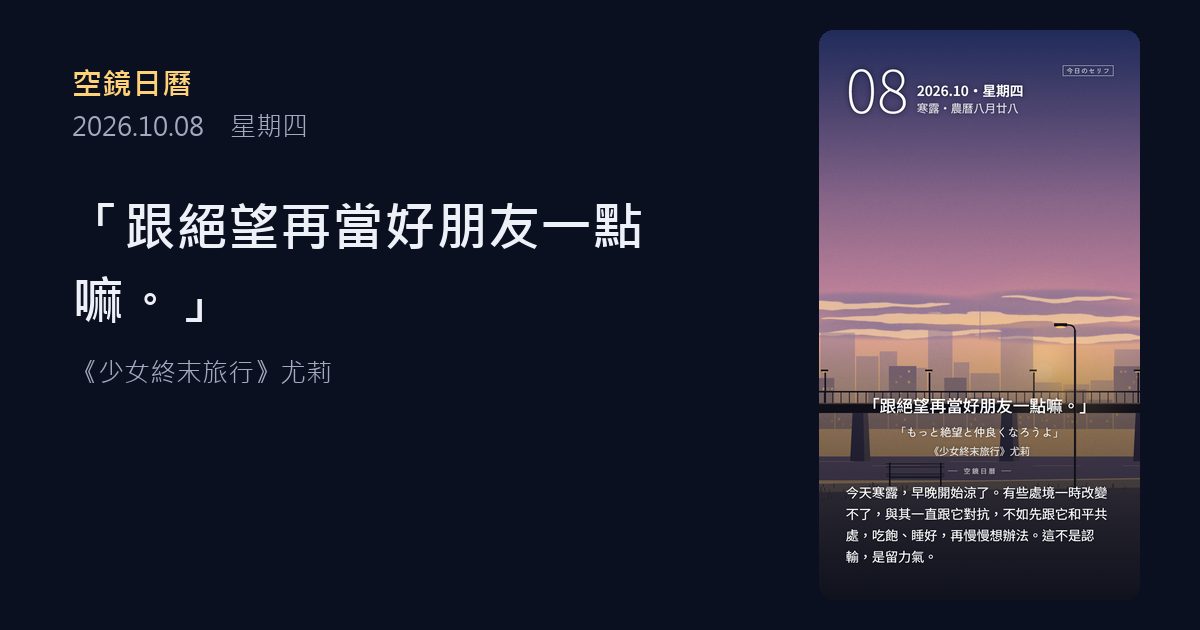 空鏡日曆
2026.10.08　星期四
「跟絕望再當好朋友一點
嘛。」
《少女終末旅行》尤莉
08
2026.10・星期四
寒露・農曆八月廿八
今日のセリフ
「跟絕望再當好朋友一點嘛。」
「もっと絶望と仲良くなろうよ」
《少女終末旅行》尤莉
— 空鏡日曆 —
今天寒露，早晚開始涼了。有些處境一時改變
不了，與其一直跟它對抗，不如先跟它和平共
處，吃飽、睡好，再慢慢想辦法。這不是認
輸，是留力氣。